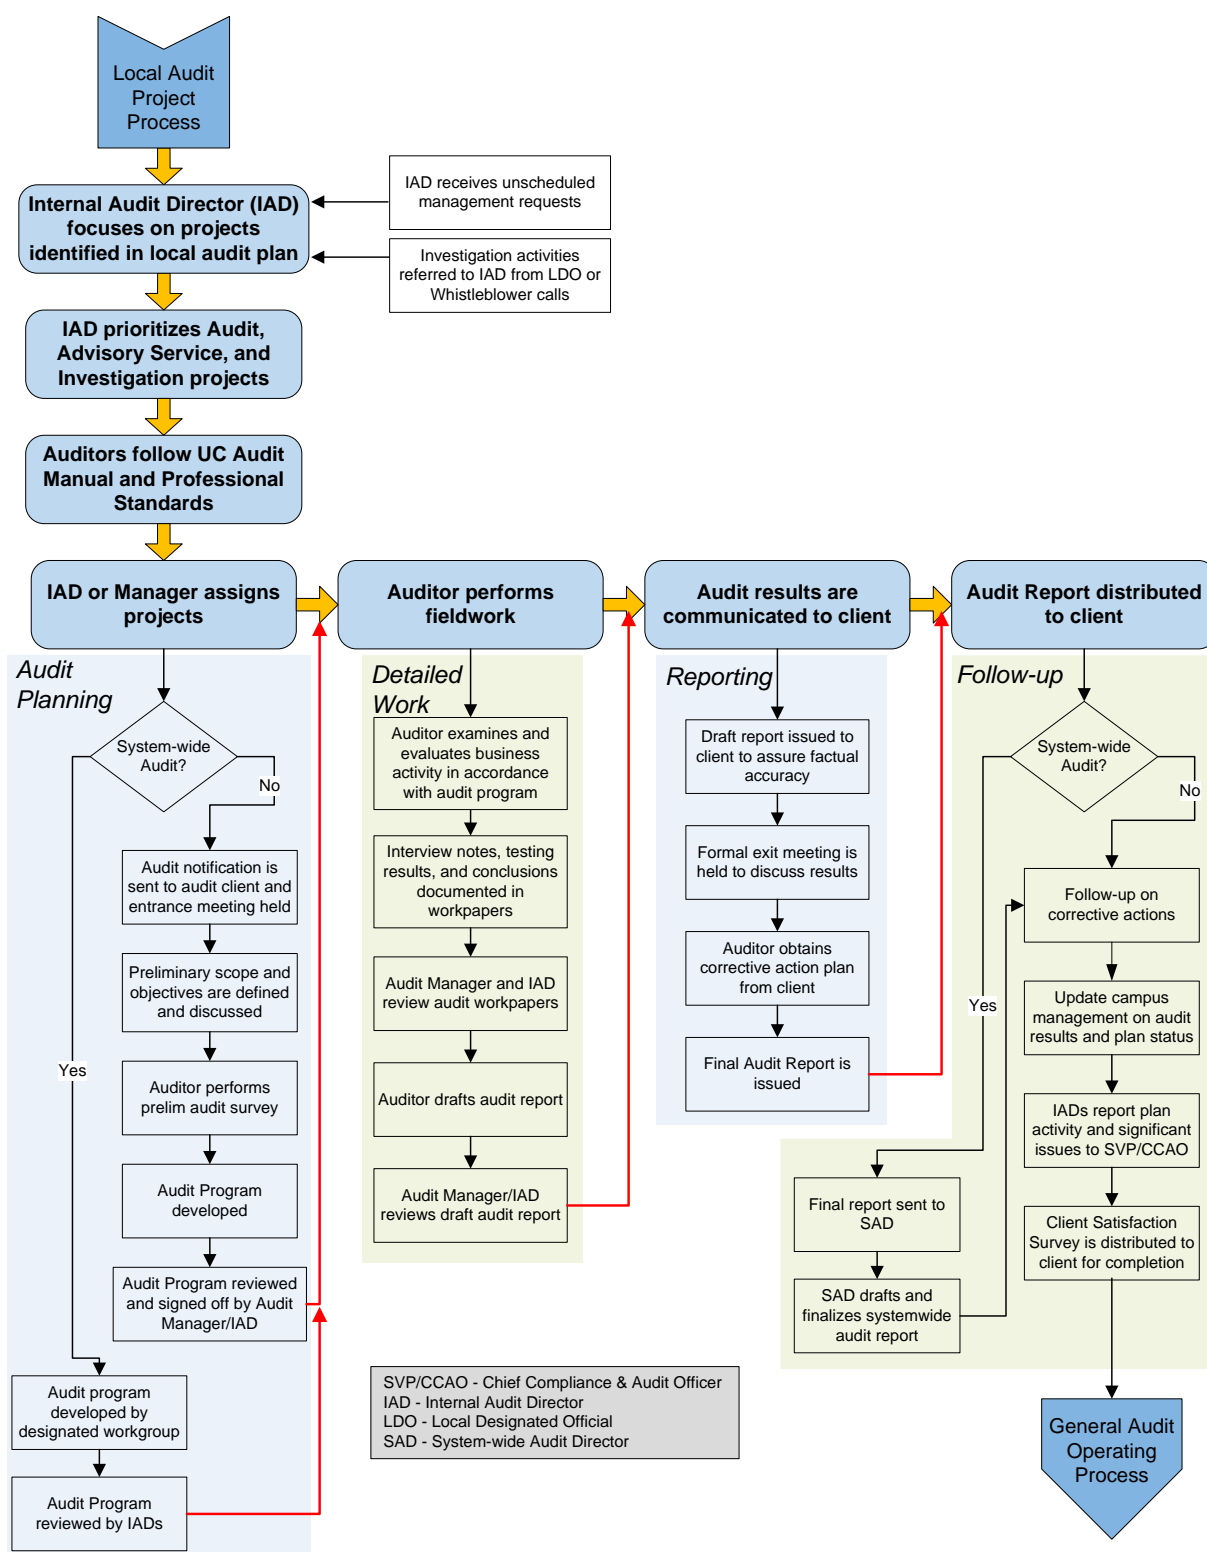 Local Audit
Project
Process
Internal Audit Director (IAD)
focuses on projects
identified in local audit plan
IAD receives unscheduled
management requests
Investigation activities
referred to IAD from LDO or
Whistleblower calls
IAD prioritizes Audit,
Advisory Service, and
Investigation projects
Auditors follow UC Audit
Manual and Professional
Standards
IAD or Manager assigns
projects
Auditor performs
fieldwork
Audit results are
communicated to client
Audit Report distributed
to client
Audit
Planning
System-wide
Audit?
No
Yes
Audit notification is
sent to audit client and
entrance meeting held
Preliminary scope and
objectives are defined
and discussed
Auditor performs
prelim audit survey
Audit Program
developed
Audit Program reviewed
and signed off by Audit
Manager/IAD
Audit program
developed by
designated workgroup
Audit Program
reviewed by IADs
Detailed
Work
Auditor examines and
evaluates business
activity in accordance
with audit program
Interview notes, testing
results, and conclusions
documented in
workpapers
Audit Manager and IAD
review audit workpapers
Auditor drafts audit report
Audit Manager/IAD
reviews draft audit report
Reporting
Draft report issued to
client to assure factual
accuracy
Formal exit meeting is
held to discuss results
Auditor obtains
corrective action plan
from client
Final Audit Report is
issued
Follow-up
System-wide
Audit?
No
Yes
Follow-up on
corrective actions
Update campus
management on audit
results and plan status
IADs report plan
activity and significant
issues to SVP/CCAO
Client Satisfaction
Survey is distributed to
client for completion
Final report sent to
SAD
SAD drafts and
finalizes systemwide
audit report
SVP/CCAO - Chief Compliance & Audit Officer
IAD - Internal Audit Director
LDO - Local Designated Official
SAD - System-wide Audit Director
General Audit
Operating
Process